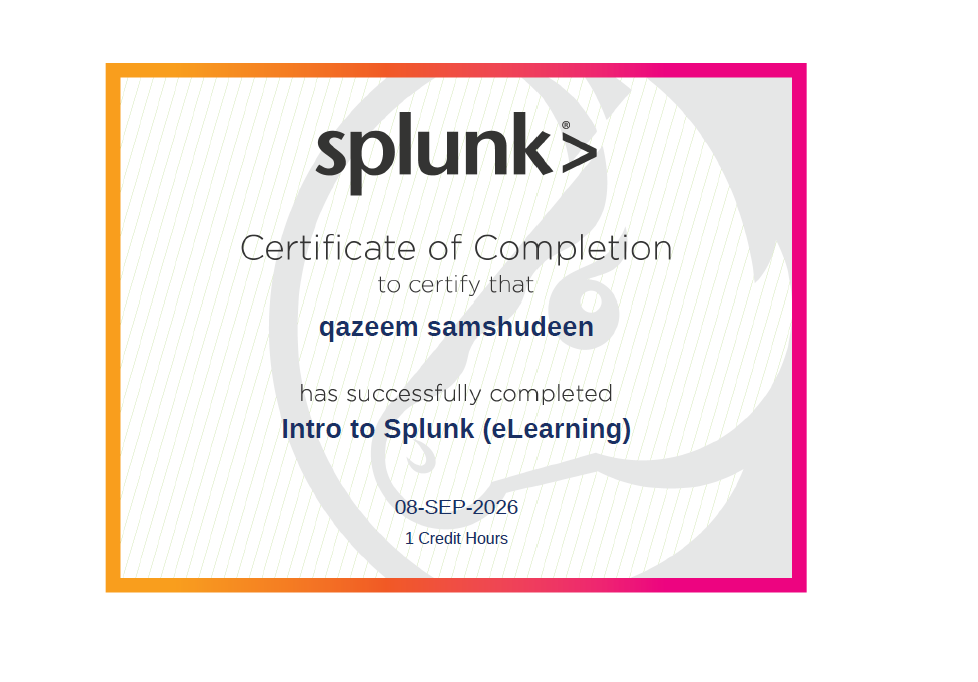 splunk>®
Certificate of Completion
to certify that
qazeem samshudeen
has successfully completed
Intro to Splunk (eLearning)
08-SEP-2026
1 Credit Hours